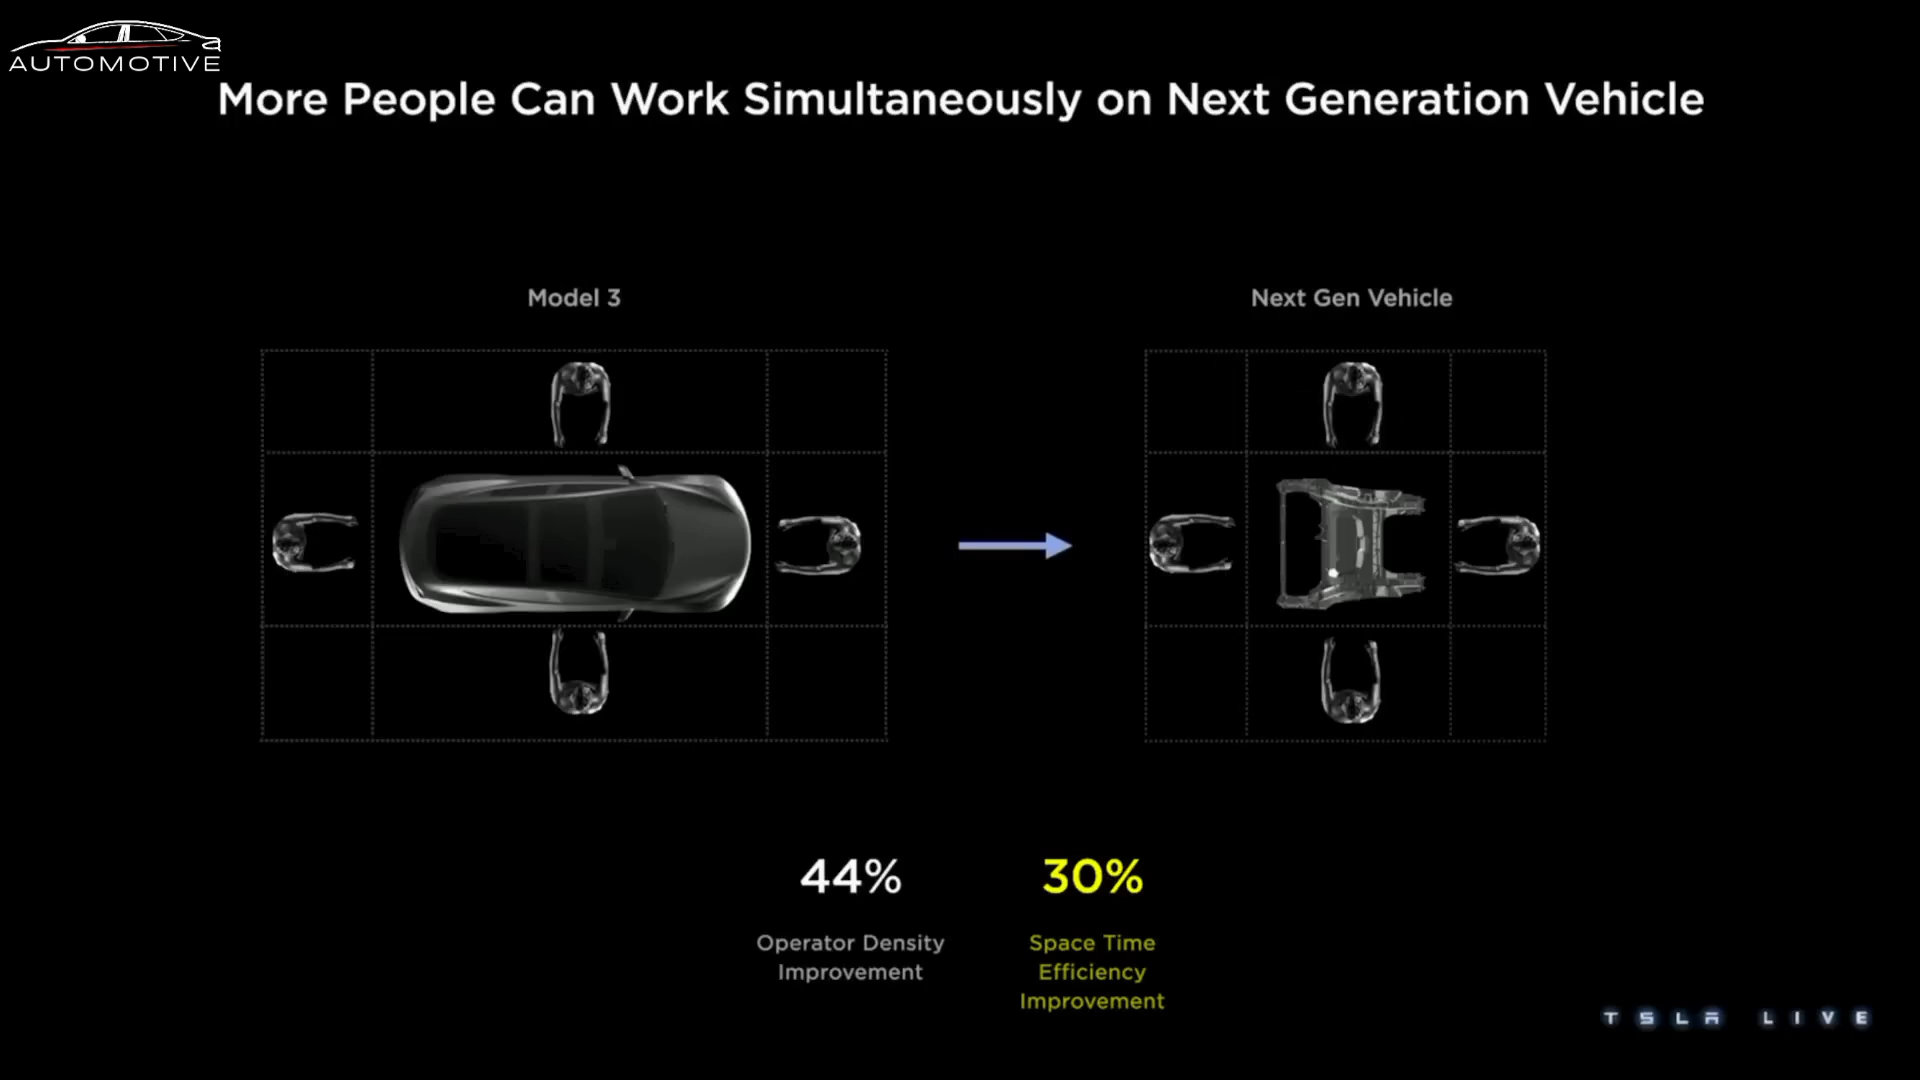 AUTOMOTIVE
More People Can Work Simultaneously on Next Generation Vehicle
Model 3
Next Gen Vehicle
44%
Operator Density
Improvement
30%
Space Time
Efficiency
Improvement
TSLA LIVE